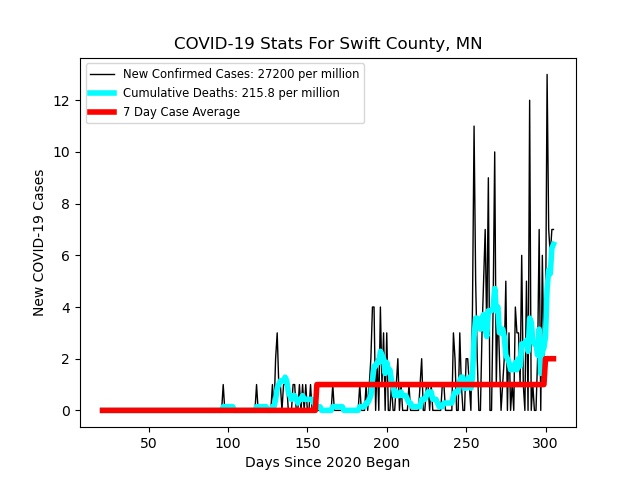 COVID-19 Stats For Swift County, MN
New Confirmed Cases: 27200 per million
Cumulative Deaths: 215.8 per million
7 Day Case Average
New COVID-19 Cases
12
10
8
6
4
2
0
50 100 150 200 250 300
Days Since 2020 Began